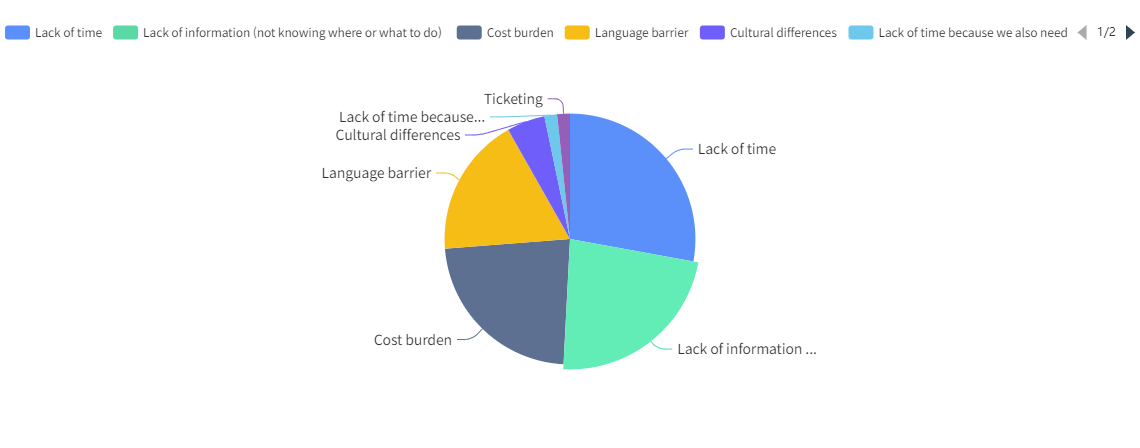 Lack of time
Lack of information (not knowing where or what to do)
Cost burden
Language barrier
Cultural differences
Lack of time because we also need
1/2
Ticketing
Lack of time because...
Cultural differences
Lack of time
Language barrier
Cost burden
Lack of information ...